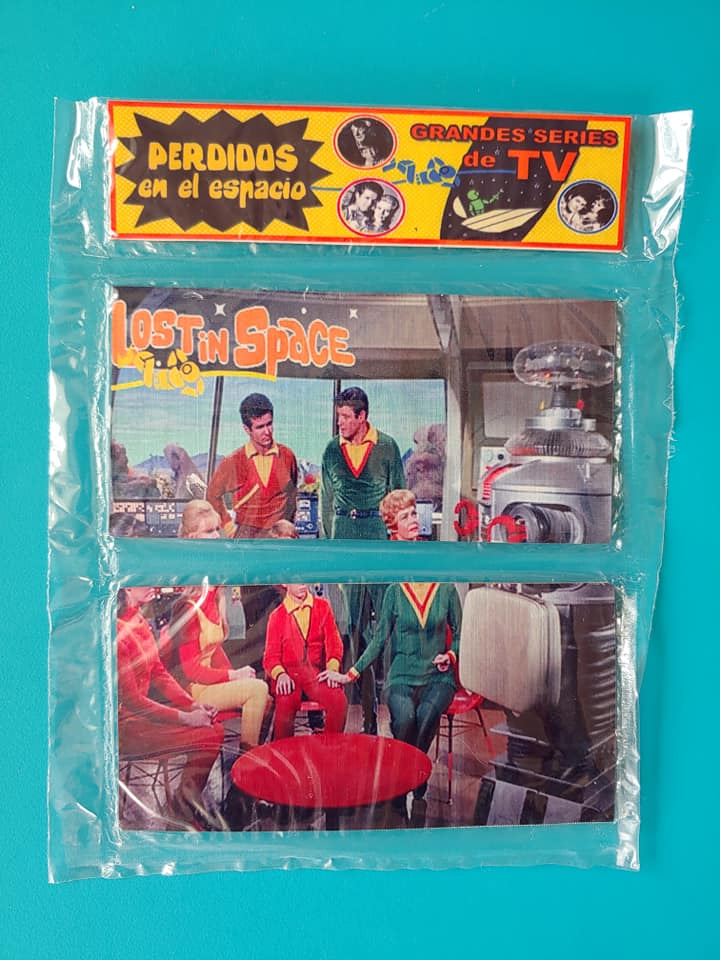 PERDIDOS
en el espacio
GRANDES SERIES
de TV
LOST iN SpACE